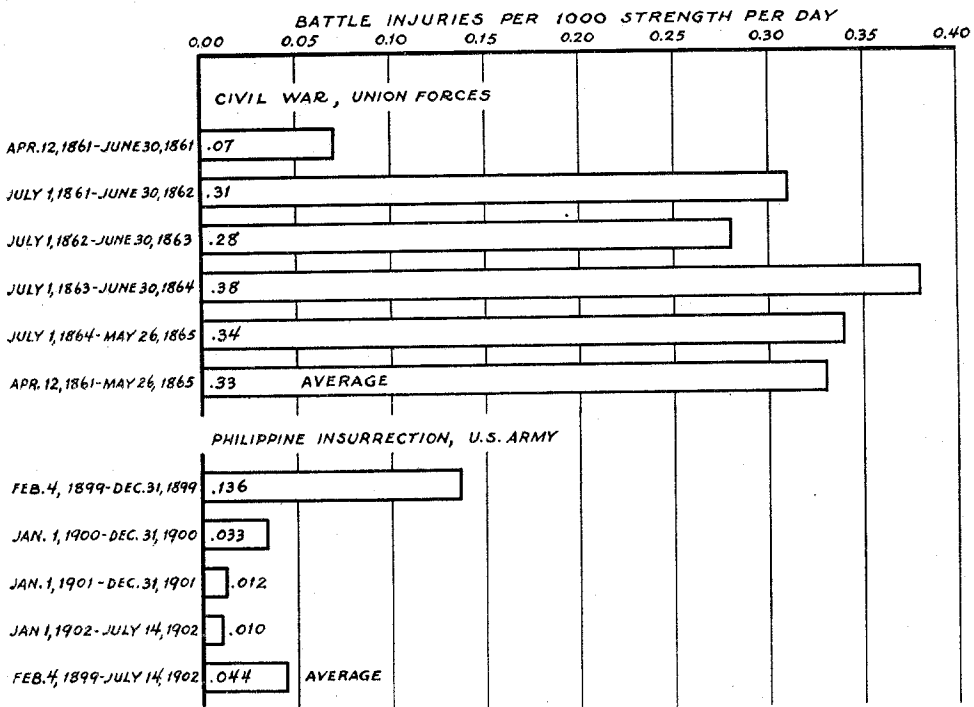 BATTLE INJURIES PER 1000 STRENGTH PER DAY
0.00 0.05 0.10 0.15 0.20 0.25 0.30 0.35 0.40
CIVIL WAR, UNION FORCES
APR. 12, 1861-JUNE 30, 1861 .07
JULY 1, 1861-JUNE 30, 1862 .31
JULY 1, 1862-JUNE 30, 1863 .28
JULY 1, 1863-JUNE 30, 1864 .38
JULY 1, 1864-MAY 26, 1865 .34
APR. 12, 1861-MAY 26, 1865 .33 AVERAGE
PHILIPPINE INSURRECTION, U.S. ARMY
FEB. 4, 1899-DEC. 31, 1899 .136
JAN. 1, 1900-DEC. 31, 1900 .033
JAN. 1, 1901-DEC. 31, 1901 .012
JAN 1, 1902-JULY 14, 1902 .010
FEB. 4, 1899-JULY 14, 1902 .044 AVERAGE